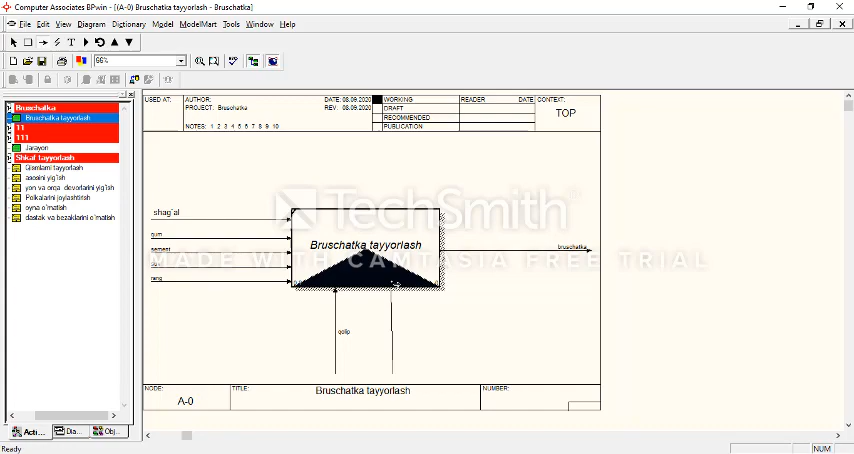 Computer Associates BPwin - [(A-0) Bruschatka tayyorlash - Bruschatka]
File Edit View Diagram Dictionary Model ModelMart Tools Window Help
66%
Bruschatka
Bruschatka tayyorlash
11
111
Jarayon
Shkaf tayyorlash
Qismlarni tayyorlash
asosini yig`ish
yon va orqa devorlarini yig`ish
Polkalarini joylashtirish
oyna o`rnatish
dastak va bezaklarini o`rnatish
Acti...
Dia...
Obj...
USED AT:
AUTHOR:
PROJECT: Bruschatka
NOTES: 1 2 3 4 5 6 7 8 9 10
DATE: 08.09.2020
REV: 08.09.2020
WORKING
DRAFT
RECOMMENDED
PUBLICATION
READER
DATE
CONTEXT:
TOP
shag`al
qum
sement
rang
Bruschatka tayyorlash
bruschatka
qolip
TechSmith
MADE WITH CAMTASIA FREE TRIAL
NODE:
A-0
TITLE:
Bruschatka tayyorlash
NUMBER:
Ready
NUM